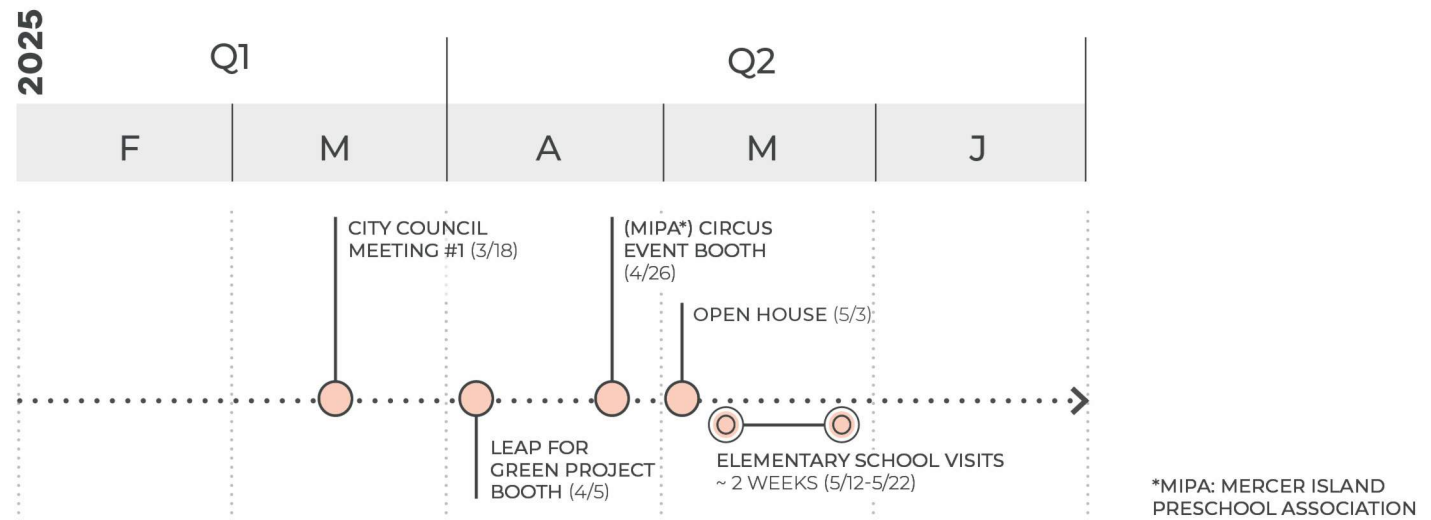 2025
Q1
Q2
F
M
A
M
J
CITY COUNCIL
MEETING #1 (3/18)
(MIPA*) CIRCUS
EVENT BOOTH
(4/26)
OPEN HOUSE (5/3)
LEAP FOR
GREEN PROJECT
BOOTH (4/5)
ELEMENTARY SCHOOL VISITS
~ 2 WEEKS (5/12-5/22)
*MIPA: MERCER ISLAND
PRESCHOOL ASSOCIATION